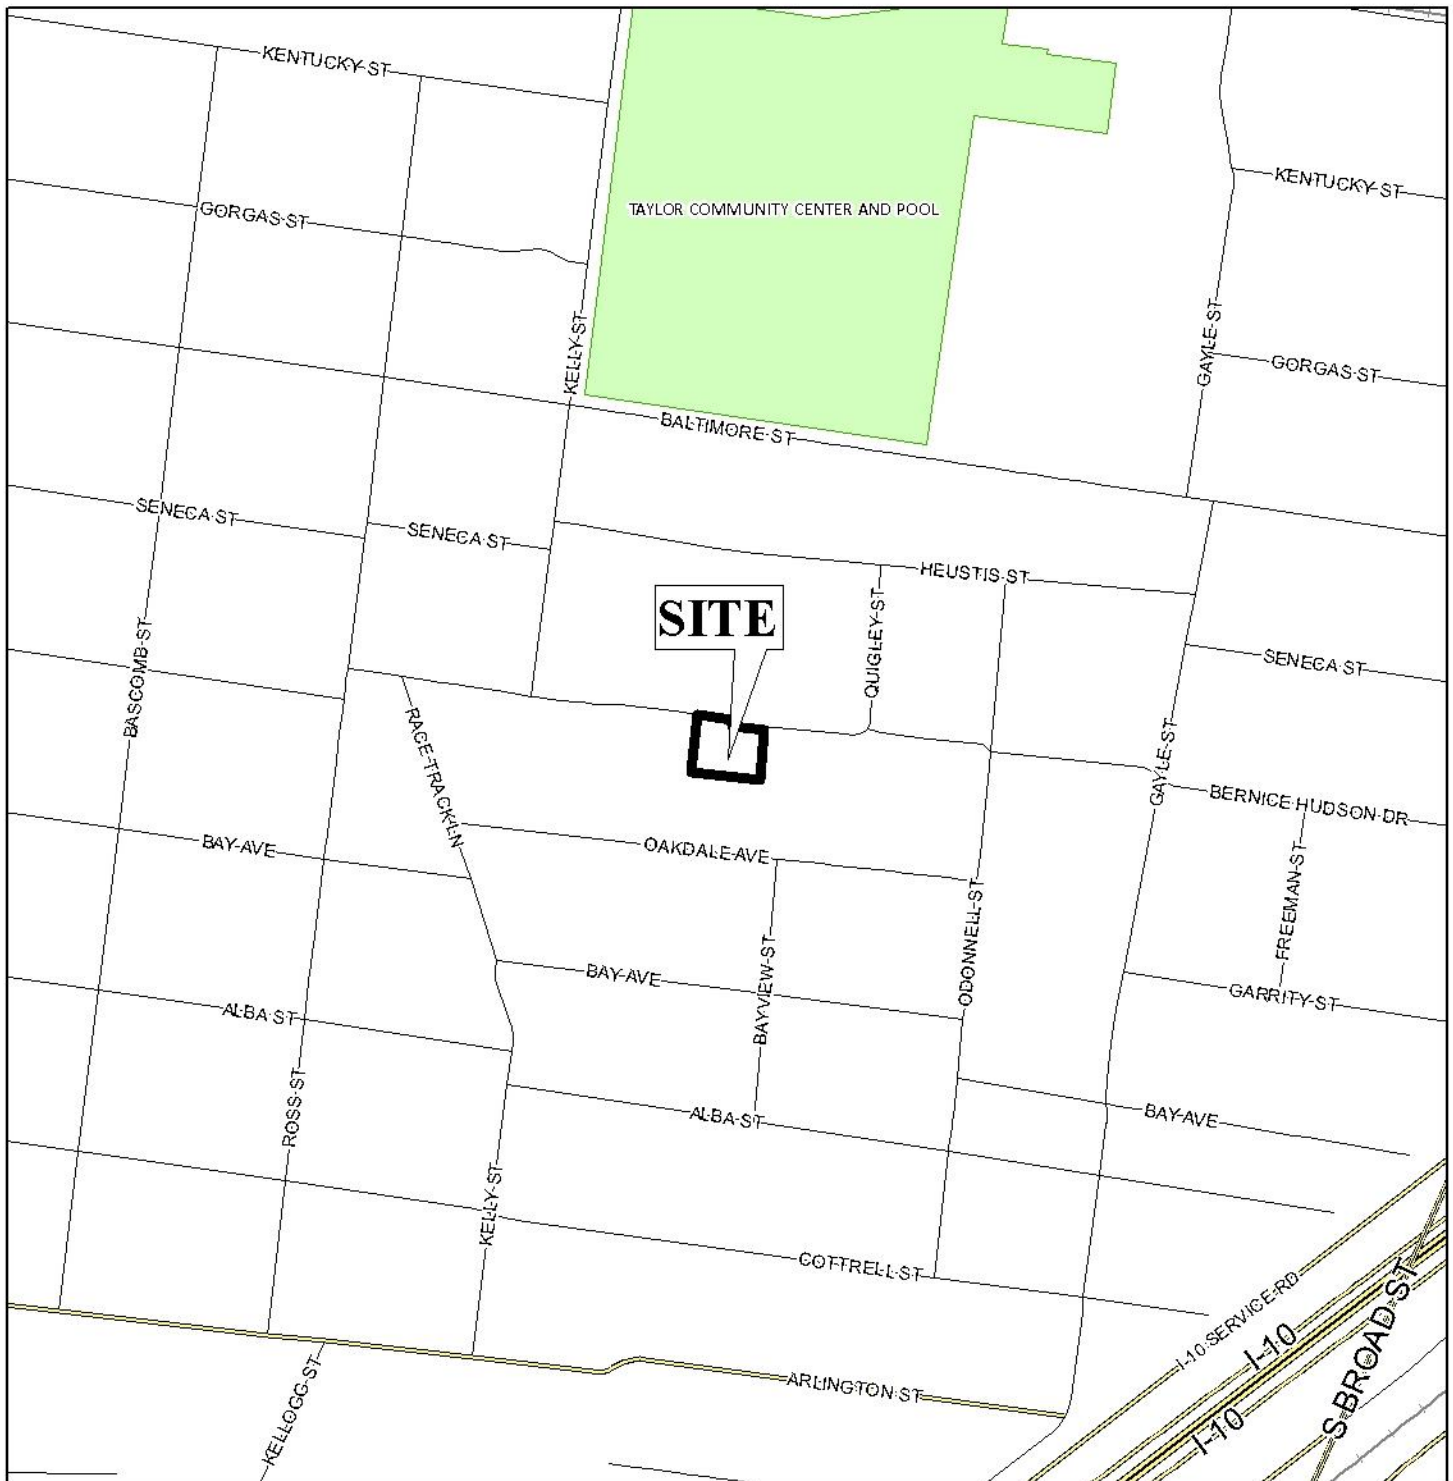 KENTUCKY ST
KENTUCKY ST
GORGAS ST
TAYLOR COMMUNITY CENTER AND POOL
KELLY ST
GAYLE ST
GORGAS ST
BALTIMORE ST
SENECA ST
SENECA ST
HEUSTIS ST
SITE
QUIGLEY ST
SENECA ST
BASCOMB ST
RACE TRACK LN
GAYLE ST
BERNICE HUDSON DR
BAY AVE
OAKDALE AVE
FREEMAN ST
ODONNELL ST
BAY AVE
BAYVIEW ST
GARRITY ST
ALBA ST
ROSS ST
ALBA ST
BAY AVE
KELLY ST
COTTRELL ST
I-10 SERVICE RD
I-10
S BROAD ST
ARLINGTON ST
KELLOGG ST
I-10